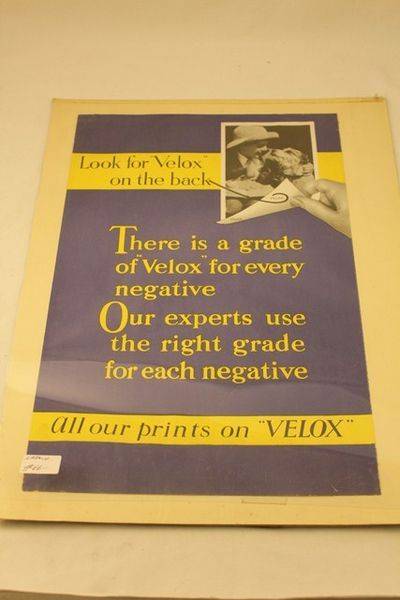 Look for "Velox"
on the back
There is a grade
of "Velox" for every
negative
Our experts use
the right grade
for each negative
All our prints on "VELOX"